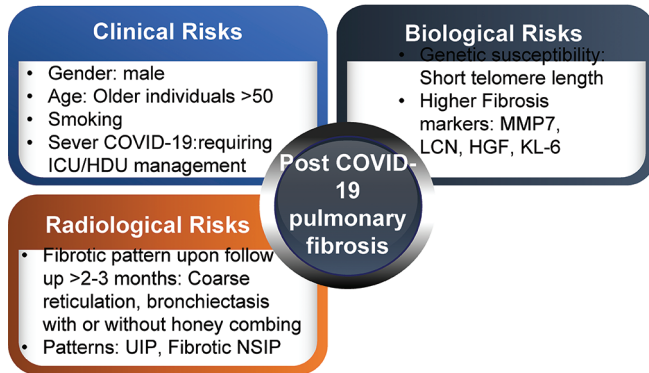 Clinical Risks
• Gender: male
• Age: Older individuals >50
• Smoking
• Sever COVID-19:requiring
ICU/HDU management
Biological Risks
• Genetic susceptibility:
Short telomere length
• Higher Fibrosis
markers: MMP7,
LCN, HGF, KL-6
Post COVID-
19
pulmonary
fibrosis
Radiological Risks
• Fibrotic pattern upon follow
up >2-3 months: Coarse
reticulation, bronchiectasis
with or without honey combing
• Patterns: UIP, Fibrotic NSIP